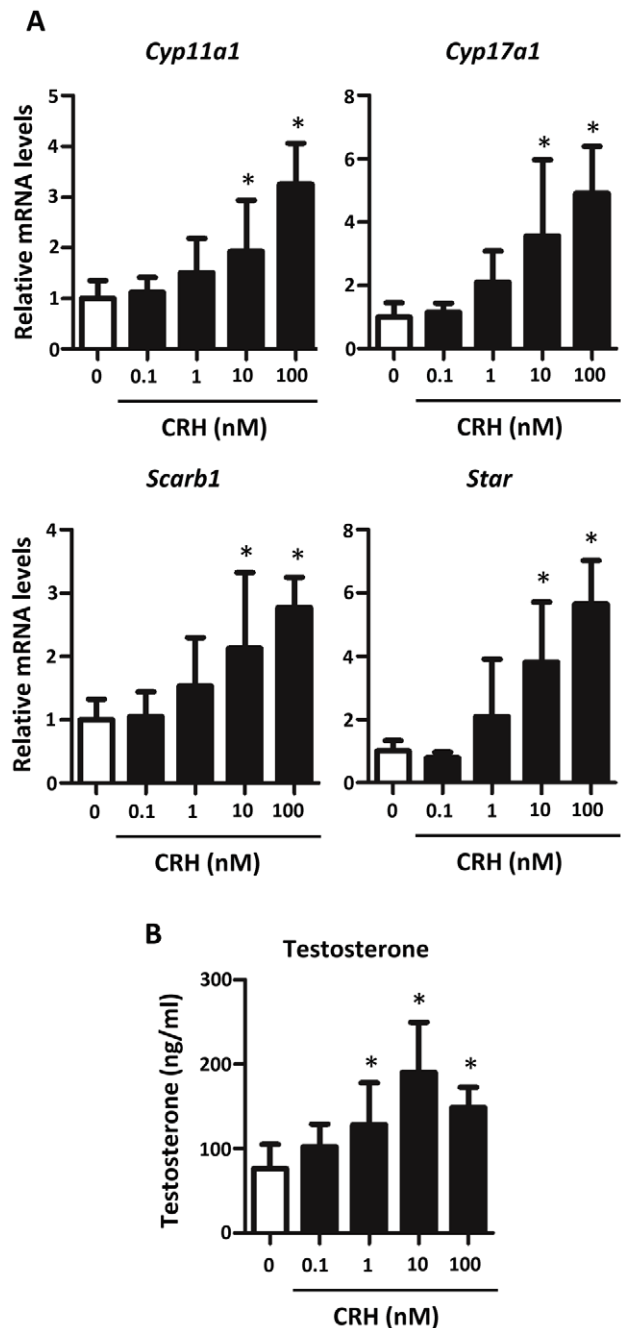 A
Cyp11a1
Cyp17a1
Relative mRNA levels
5
4
3
2
1
0
* *
0 0.1 1 10 100
CRH (nM)
8
6
4
2
0
* *
0 0.1 1 10 100
CRH (nM)
Scarb1
Star
Relative mRNA levels
4
3
2
1
0
* *
0 0.1 1 10 100
CRH (nM)
8
6
4
2
0
* *
0 0.1 1 10 100
CRH (nM)
B
Testosterone
Testosterone (ng/ml)
300
200
100
0
* * *
0 0.1 1 10 100
CRH (nM)